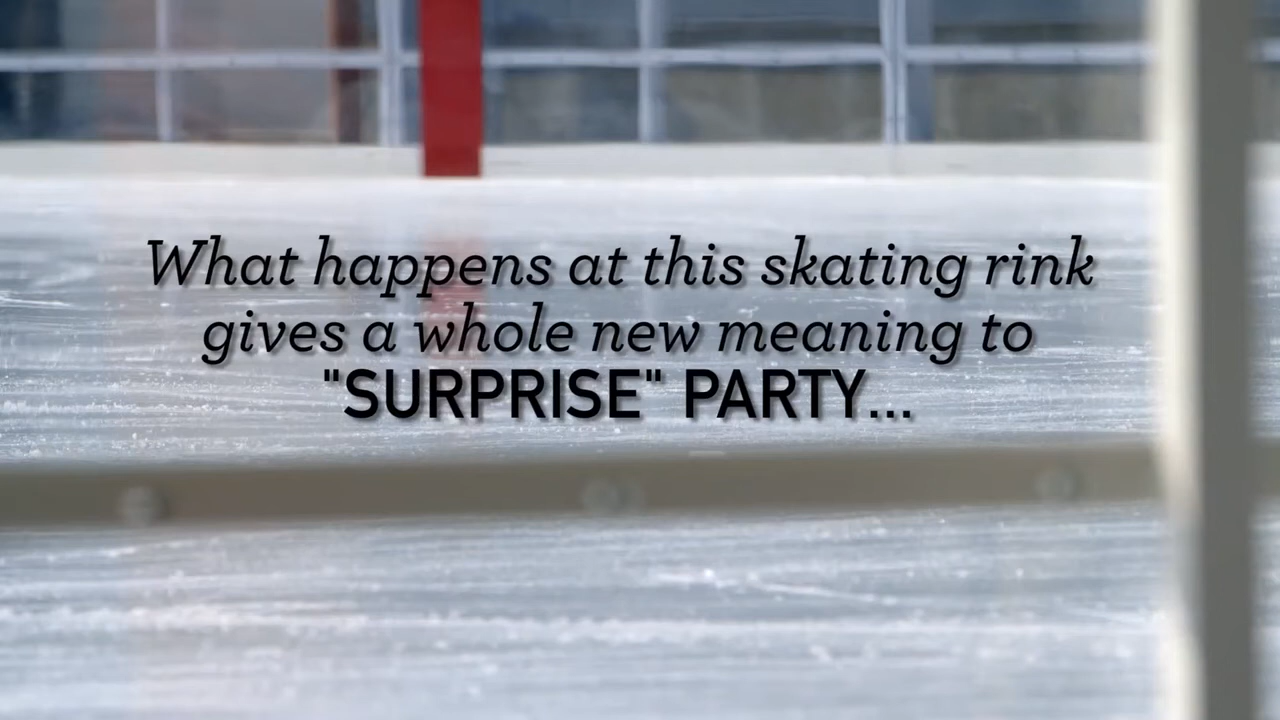 What happens at this skating rink
gives a whole new meaning to
"SURPRISE" PARTY...